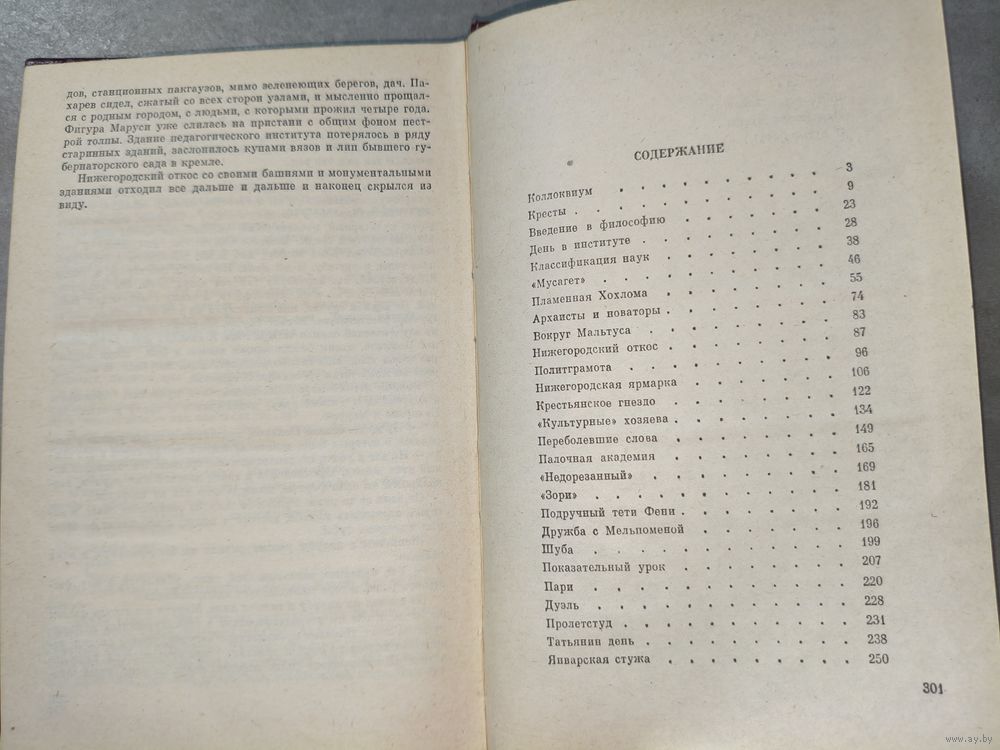 дов, станционных пакгаузов, мимо зеленеющих берегов, дач. Па-
харев сидел, сжатый со всех сторон узлами, и мысленно прощал-
ся с родным городом, с людьми, с которыми прожил четыре года.
Фигура Маруси уже слилась на пристани с общим фоном пест-
рой толпы. Здание педагогического института потерялось в ряду
старинных зданий, заслонилось купами вязов и лип бывшего гу-
бернаторского сада в кремле.
Нижегородский откос со своими башнями и монументальными
зданиями отходил все дальше и дальше и наконец скрылся из
виду.
СОДЕРЖАНИЕ
Коллоквиум . . . . . . . . . . 3
Кресты . . . . . . . . . . . 9
Введение в философию . . . . . . . 23
День в институте . . . . . . . . . 28
Классификация наук . . . . . . . . 38
«Мусагет» . . . . . . . . . . 46
Пламенная Хохлома . . . . . . . . 55
Архаисты и новаторы . . . . . . . . 74
Вокруг Мальтуса . . . . . . . . . 83
Нижегородский откос . . . . . . . . 87
Политграмота . . . . . . . . . 96
Нижегородская ярмарка . . . . . . . 106
Крестьянское гнездо . . . . . . . . 122
«Культурные» хозяева . . . . . . . . 134
Переболевшие слова . . . . . . . . 149
Палочная академия . . . . . . . . 165
«Недорезанный» . . . . . . . . . 169
«Зори» . . . . . . . . . . . 181
Подручный тети Фени . . . . . . . . 192
Дружба с Мельпоменой . . . . . . . 196
Шуба . . . . . . . . . . . 199
Показательный урок . . . . . . . . 207
Пари . . . . . . . . . . . 220
Дуэль . . . . . . . . . . . 228
Пролетстуд . . . . . . . . . . 231
Татьянин день . . . . . . . . . 238
Январская стужа . . . . . . . . . 250
301
www.ay.by